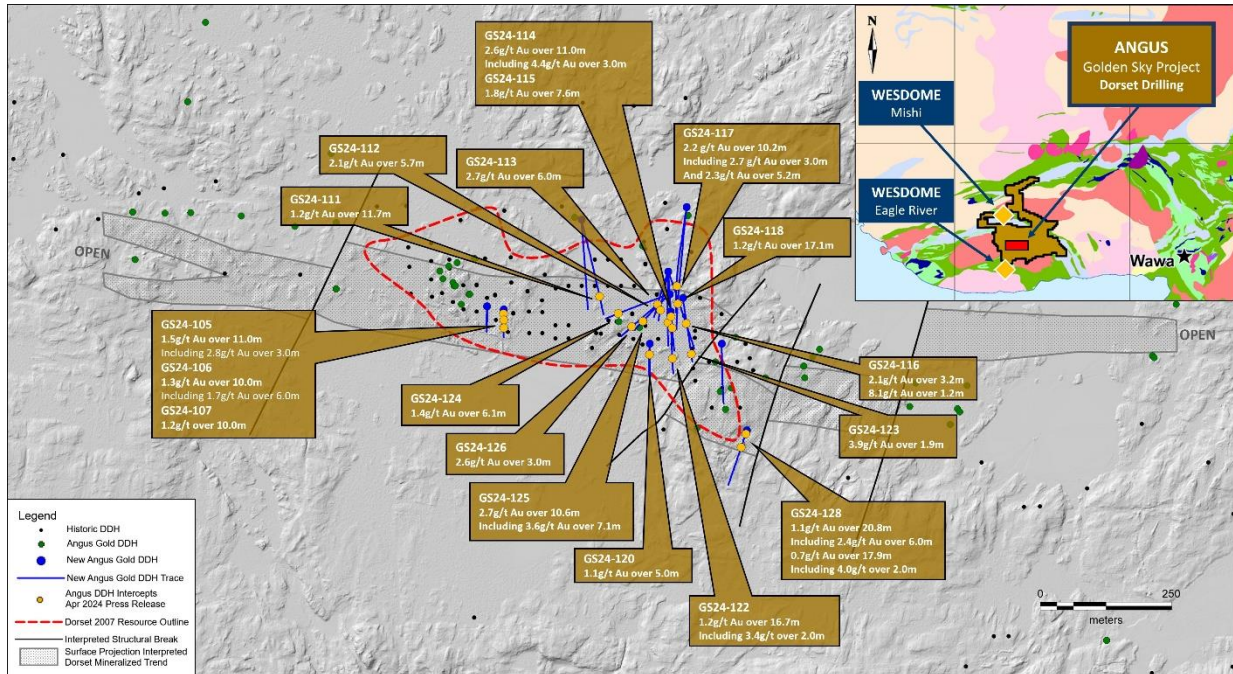 GS24-114
2.6g/t Au over 11.0m
Including 4.4g/t Au over 3.0m
GS24-115
1.8g/t Au over 7.6m
GS24-112
2.1g/t Au over 5.7m
GS24-113
2.7g/t Au over 6.0m
GS24-117
2.2 g/t Au over 10.2m
Including 2.7 g/t Au over 3.0m
And 2.3g/t Au over 5.2m
GS24-111
1.2g/t Au over 11.7m
GS24-118
1.2g/t Au over 17.1m
OPEN
OPEN
GS24-105
1.5g/t Au over 11.0m
Including 2.8g/t Au over 3.0m
GS24-106
1.3g/t Au over 10.0m
Including 1.7g/t Au over 6.0m
GS24-107
1.2g/t over 10.0m
GS24-116
2.1g/t Au over 3.2m
8.1g/t Au over 1.2m
GS24-124
1.4g/t Au over 6.1m
GS24-123
3.9g/t Au over 1.9m
GS24-126
2.6g/t Au over 3.0m
GS24-125
2.7g/t Au over 10.6m
Including 3.6g/t Au over 7.1m
GS24-128
1.1g/t Au over 20.8m
Including 2.4g/t Au over 6.0m
0.7g/t Au over 17.9m
Including 4.0g/t over 2.0m
GS24-120
1.1g/t Au over 5.0m
GS24-122
1.2g/t Au over 16.7m
Including 3.4g/t over 2.0m
N
ANGUS
Golden Sky Project
Dorset Drilling
WESDOME
Mishi
WESDOME
Eagle River
Wawa
Legend
Historic DDH
Angus Gold DDH
New Angus Gold DDH
New Angus Gold DDH Trace
Angus DDH Intercepts
Apr 2024 Press Release
Dorset 2007 Resource Outline
Interpreted Structural Break
Surface Projection Interpreted
Dorset Mineralized Trend
0 250
meters